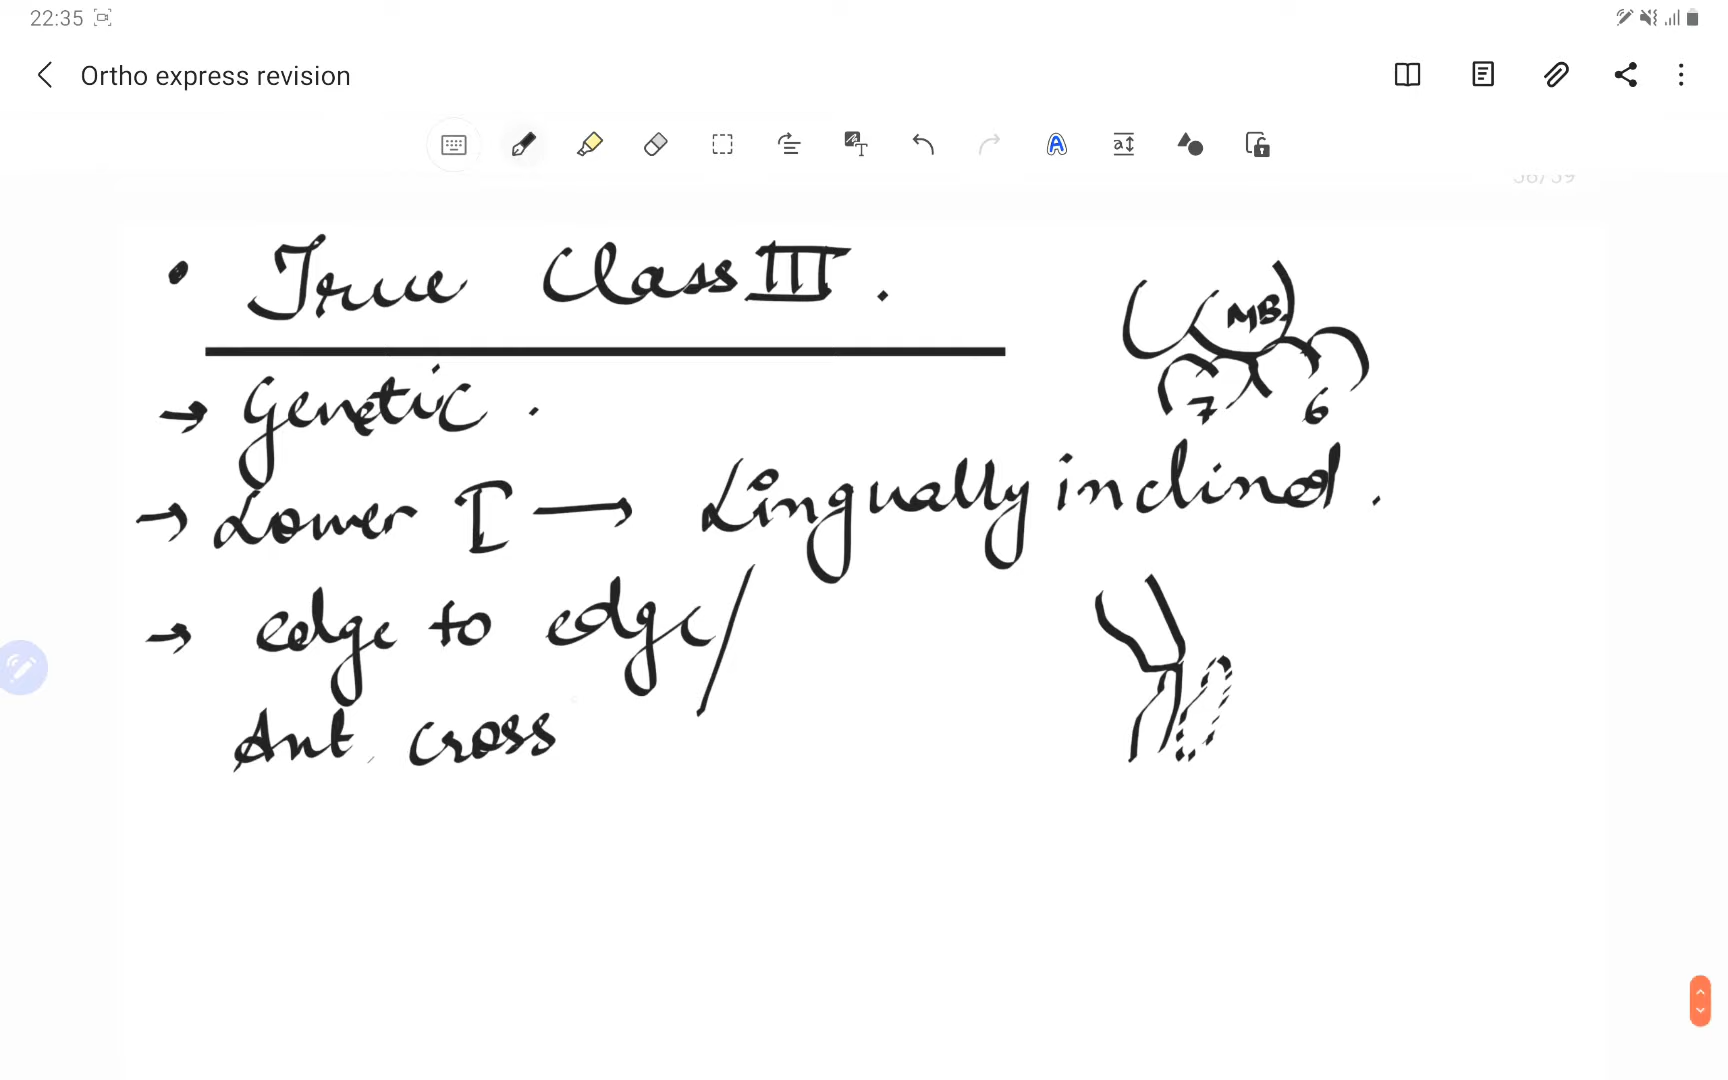 22:35
Ortho express revision
• True Class III.
→ Genetic.
MB
7 6
→ Lower I → Lingually inclined.
→ edge to edge/
Ant. cross